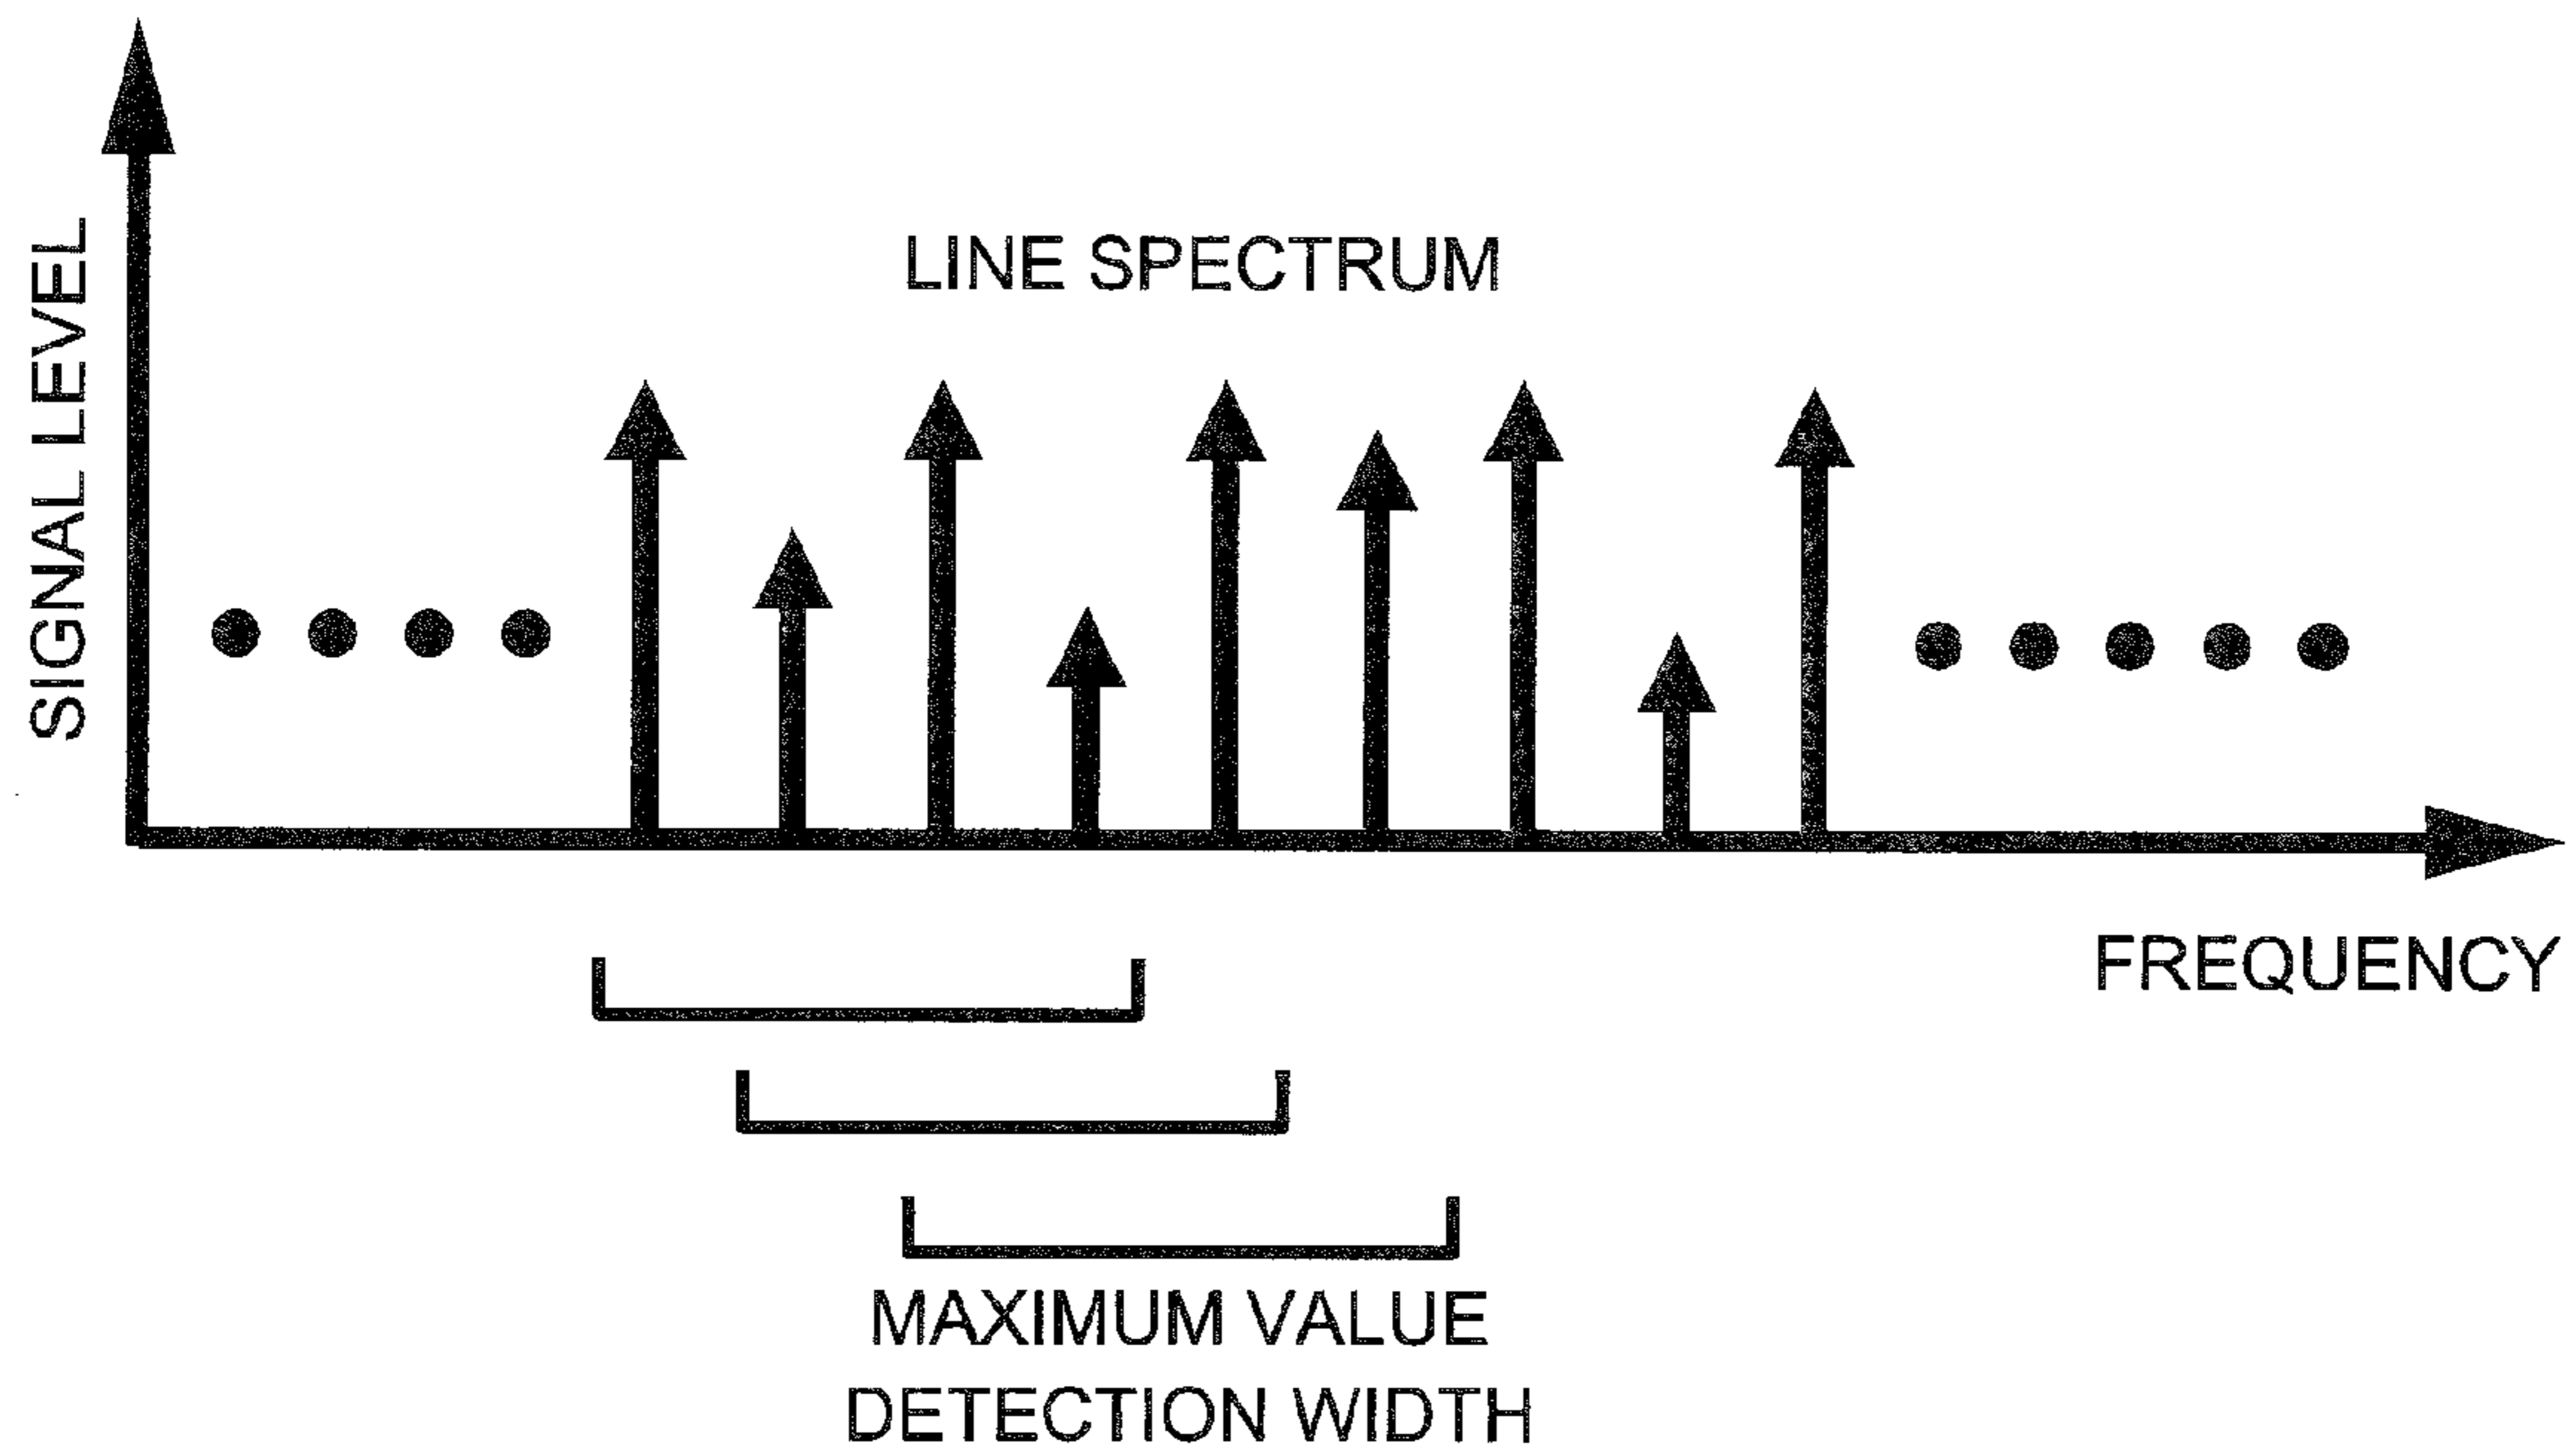 SIGNAL LEVEL
LINE SPECTRUM
FREQUENCY
MAXIMUM VALUE
DETECTION WIDTH